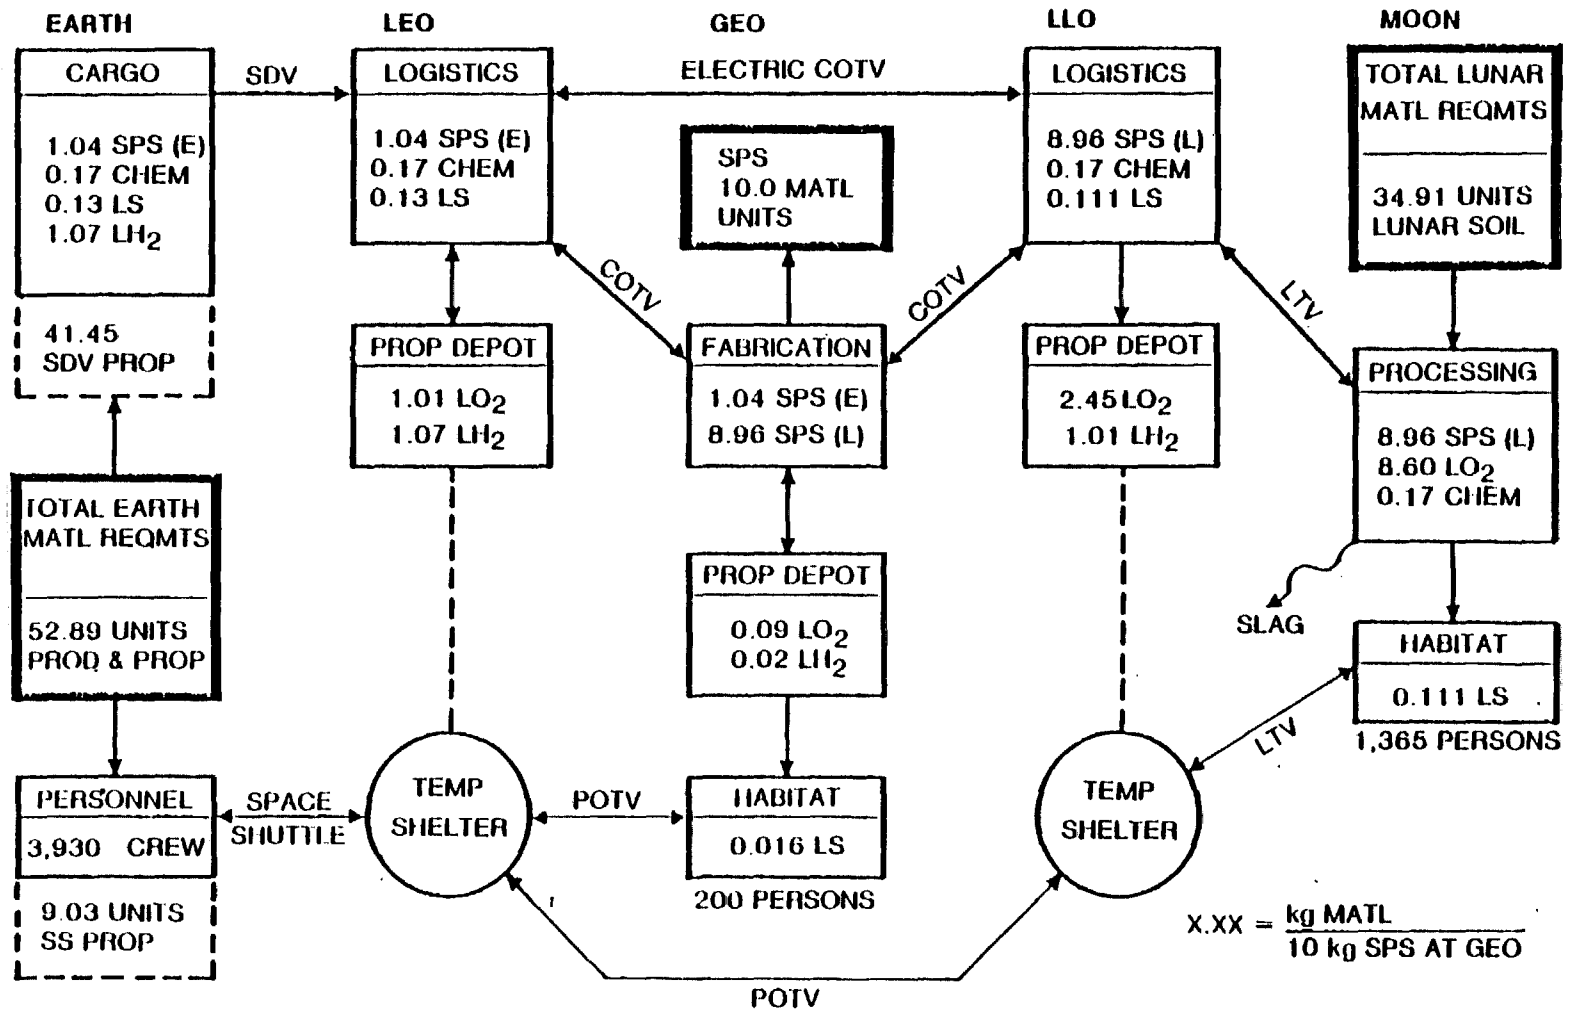 EARTH
LEO
GEO
LLO
MOON
CARGO
1.04 SPS (E)
0.17 CHEM
0.13 LS
1.07 LH2
41.45
SDV PROP
TOTAL EARTH
MATL REQMTS
52.89 UNITS
PROD & PROP
PERSONNEL
3,930 CREW
9.03 UNITS
SS PROP
SDV
SPACE
SHUTTLE
LOGISTICS
1.04 SPS (E)
0.17 CHEM
0.13 LS
PROP DEPOT
1.01 LO2
1.07 LH2
TEMP
SHELTER
ELECTRIC COTV
COTV
COTV
POTV
POTV
SPS
10.0 MATL
UNITS
FABRICATION
1.04 SPS (E)
8.96 SPS (L)
PROP DEPOT
0.09 LO2
0.02 LH2
HABITAT
0.016 LS
200 PERSONS
LOGISTICS
8.96 SPS (L)
0.17 CHEM
0.111 LS
PROP DEPOT
2.45 LO2
1.01 LH2
TEMP
SHELTER
LTV
LTV
TOTAL LUNAR
MATL REQMTS
34.91 UNITS
LUNAR SOIL
PROCESSING
8.96 SPS (L)
8.60 LO2
0.17 CHEM
SLAG
HABITAT
0.111 LS
1,365 PERSONS
X.XX = kg MATL
10 kg SPS AT GEO